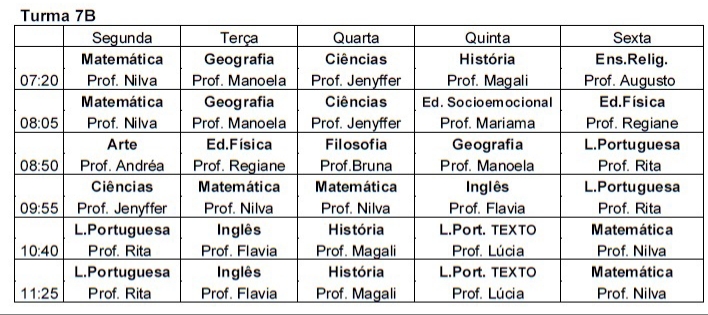 Turma 7B
Segunda Terça Quarta Quinta Sexta
Matemática Geografia Ciências História Ens.Relig.
07:20 Prof. Nilva Prof. Manoela Prof. Jenyffer Prof. Magali Prof. Augusto
Matemática Geografia Ciências Ed. Socioemocional Ed.Física
08:05 Prof. Nilva Prof. Manoela Prof. Jenyffer Prof. Mariama Prof. Regiane
Arte Ed.Física Filosofia Geografia L.Portuguesa
08:50 Prof. Andréa Prof. Regiane Prof.Bruna Prof. Manoela Prof. Rita
Ciências Matemática Matemática Inglês L.Portuguesa
09:55 Prof. Jenyffer Prof. Nilva Prof. Nilva Prof. Flavia Prof. Rita
L.Portuguesa Inglês História L.Port. TEXTO Matemática
10:40 Prof. Rita Prof. Flavia Prof. Magali Prof. Lúcia Prof. Nilva
L.Portuguesa Inglês História L.Port. TEXTO Matemática
11:25 Prof. Rita Prof. Flavia Prof. Magali Prof. Lúcia Prof. Nilva